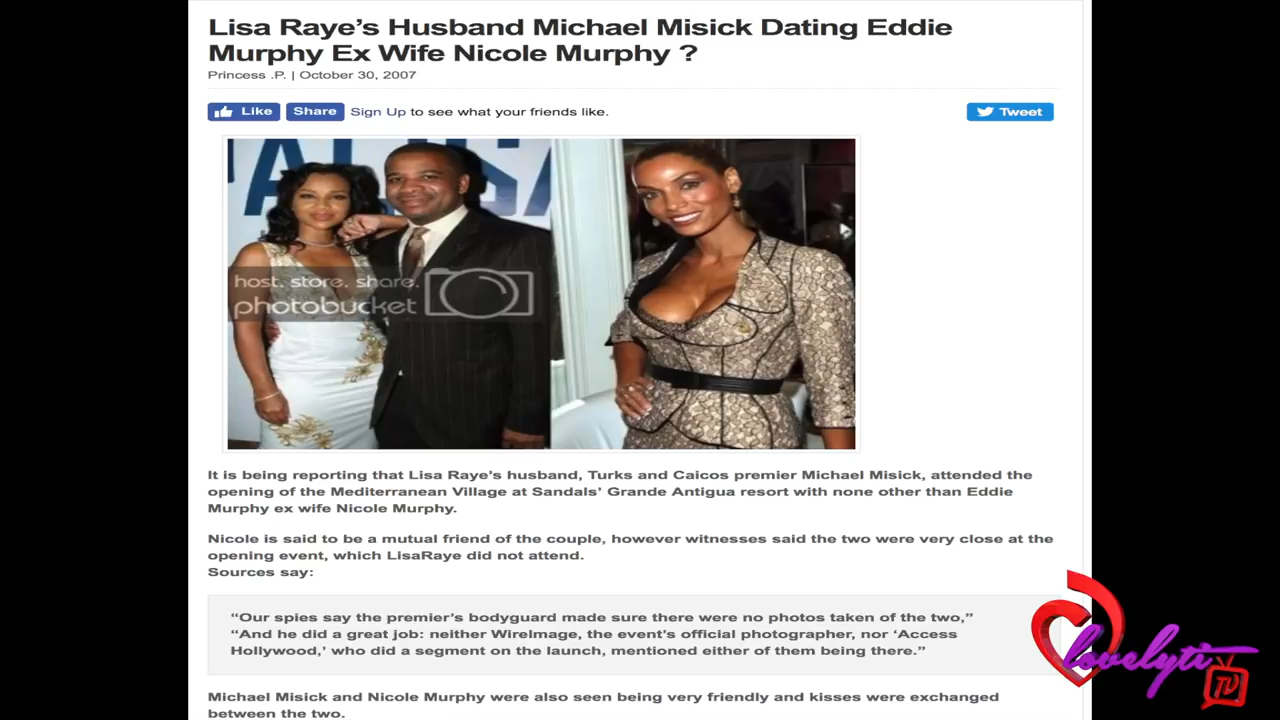 Lisa Raye’s Husband Michael Misick Dating Eddie
Murphy Ex Wife Nicole Murphy ?
Princess .P. | October 30, 2007
Like Share Sign Up to see what your friends like. Tweet
host. store. share.
photobucket
It is being reporting that Lisa Raye’s husband, Turks and Caicos premier Michael Misick, attended the
opening of the Mediterranean Village at Sandals’ Grande Antigua resort with none other than Eddie
Murphy ex wife Nicole Murphy.
Nicole is said to be a mutual friend of the couple, however witnesses said the two were very close at the
opening event, which LisaRaye did not attend.
Sources say:
“Our spies say the premier’s bodyguard made sure there were no photos taken of the two,”
“And he did a great job: neither WireImage, the event’s official photographer, nor ‘Access
Hollywood,’ who did a segment on the launch, mentioned either of them being there.”
Michael Misick and Nicole Murphy were also seen being very friendly and kisses were exchanged
between the two.
lovelyti
TV